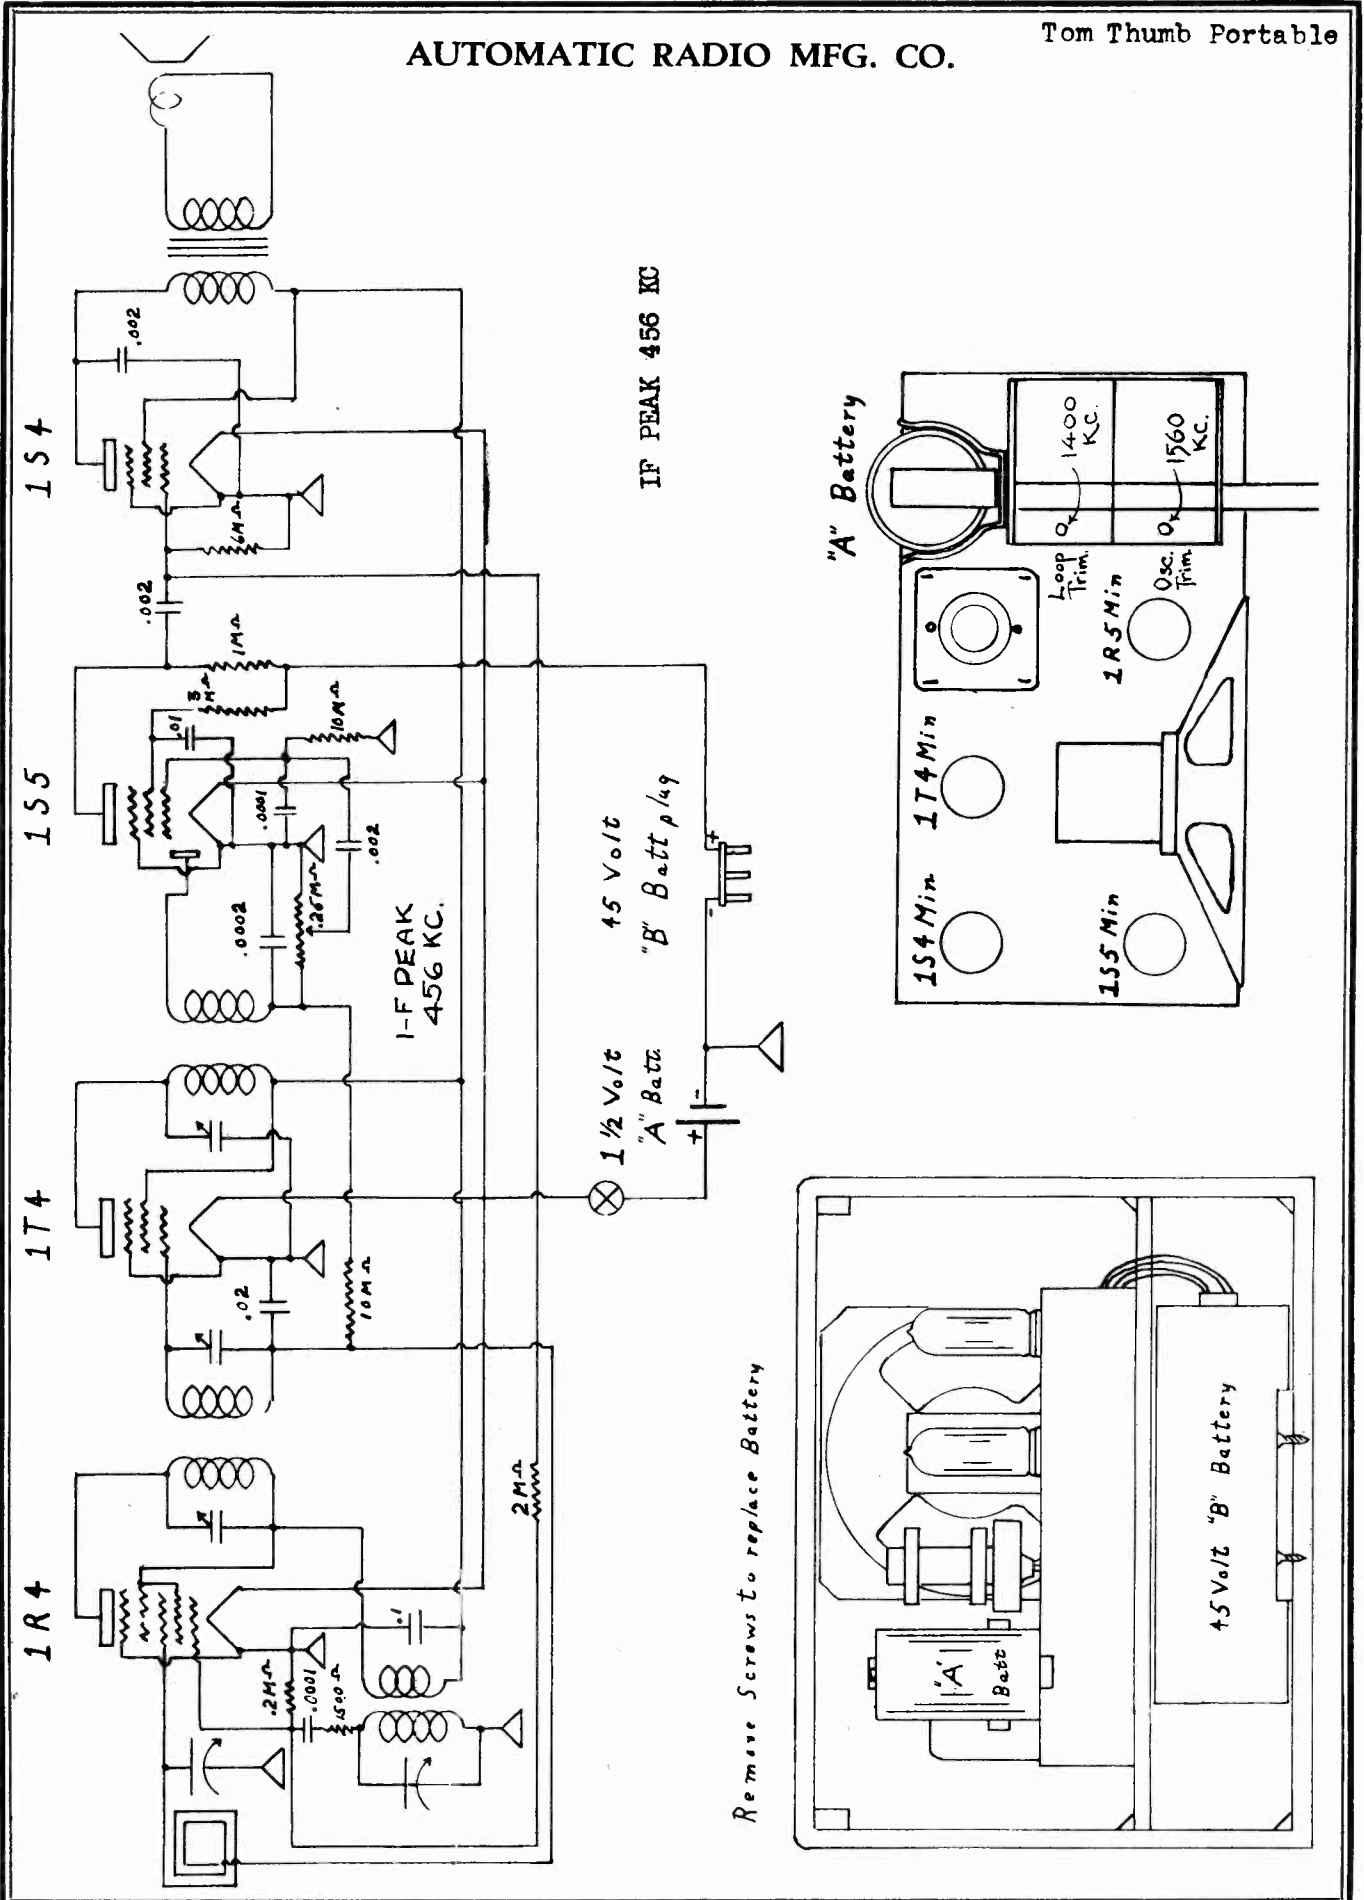 Tom Thumb Portable
AUTOMATIC RADIO MFG. CO.
1R4
1T4
1S5
1S4
.002
6MΩ
.002
1MΩ
3 MΩ
.01
10MΩ
.0001
.002
.0002
.25MΩ
.02
10MΩ
2MΩ
.1
.2MΩ
.0001
1500Ω
I-F PEAK
456 KC.
IF PEAK 456 KC
1 1/2 Volt
"A" Batt.
+
-
45 Volt
"B" Batt plug
-
+
"A" Battery
1400
KC.
1560
KC.
Loop
Trim.
Osc.
Trim
1R5 Min
1T4 Min
1S4 Min
1S5 Min
Remove Screws to replace Battery
"A"
Batt
45 Volt "B" Battery